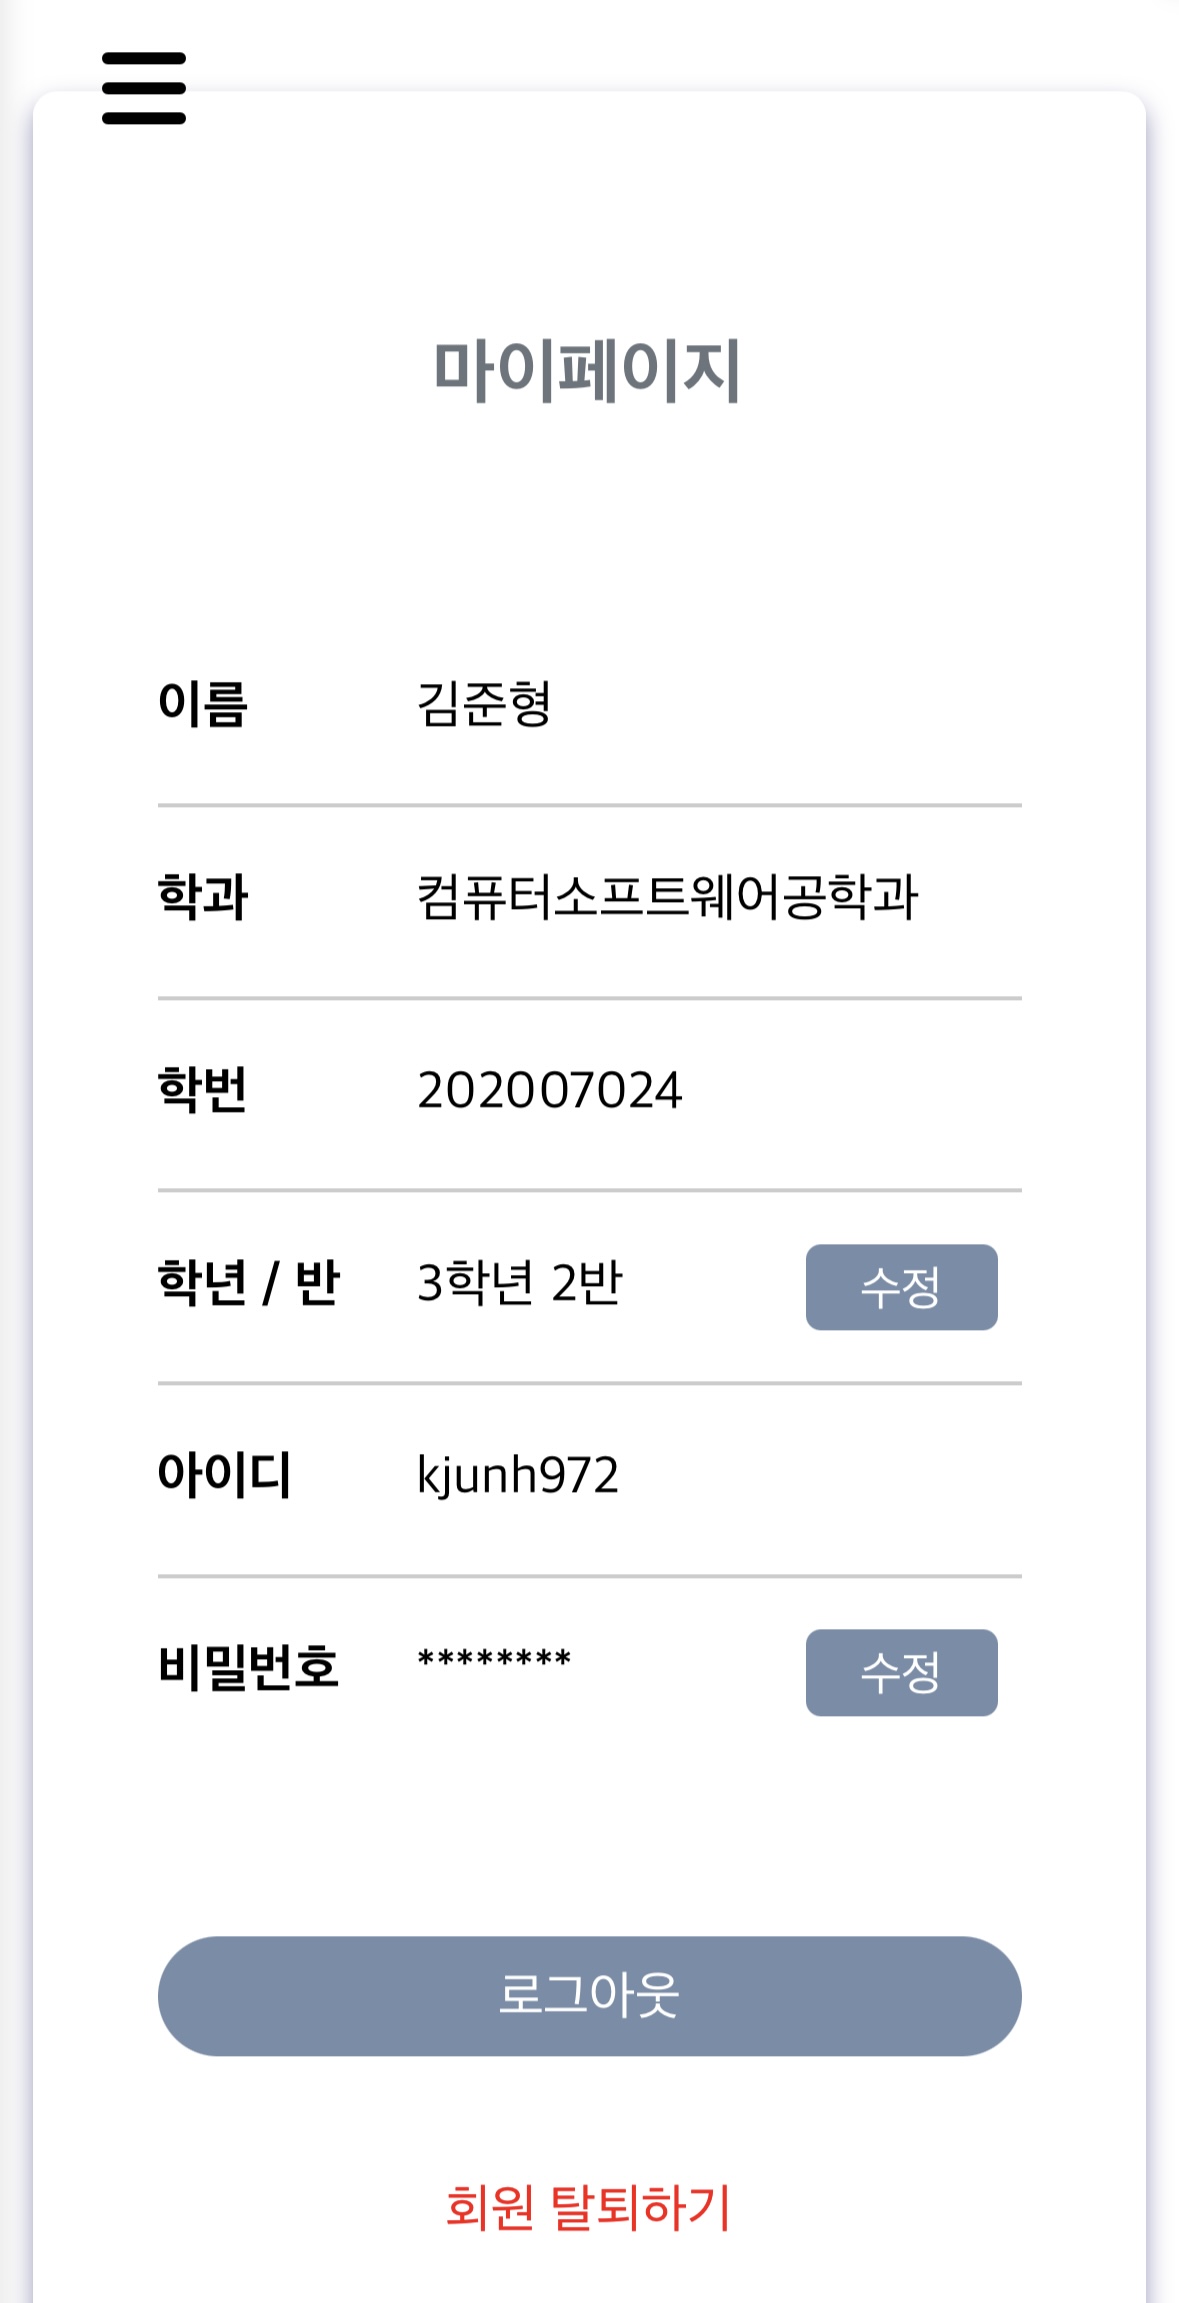 마이페이지
이름 김준형
학과 컴퓨터소프트웨어공학과
학번 202007024
학년 / 반 3학년 2반 수정
아이디 kjunh972
비밀번호 ******** 수정
로그아웃
회원 탈퇴하기